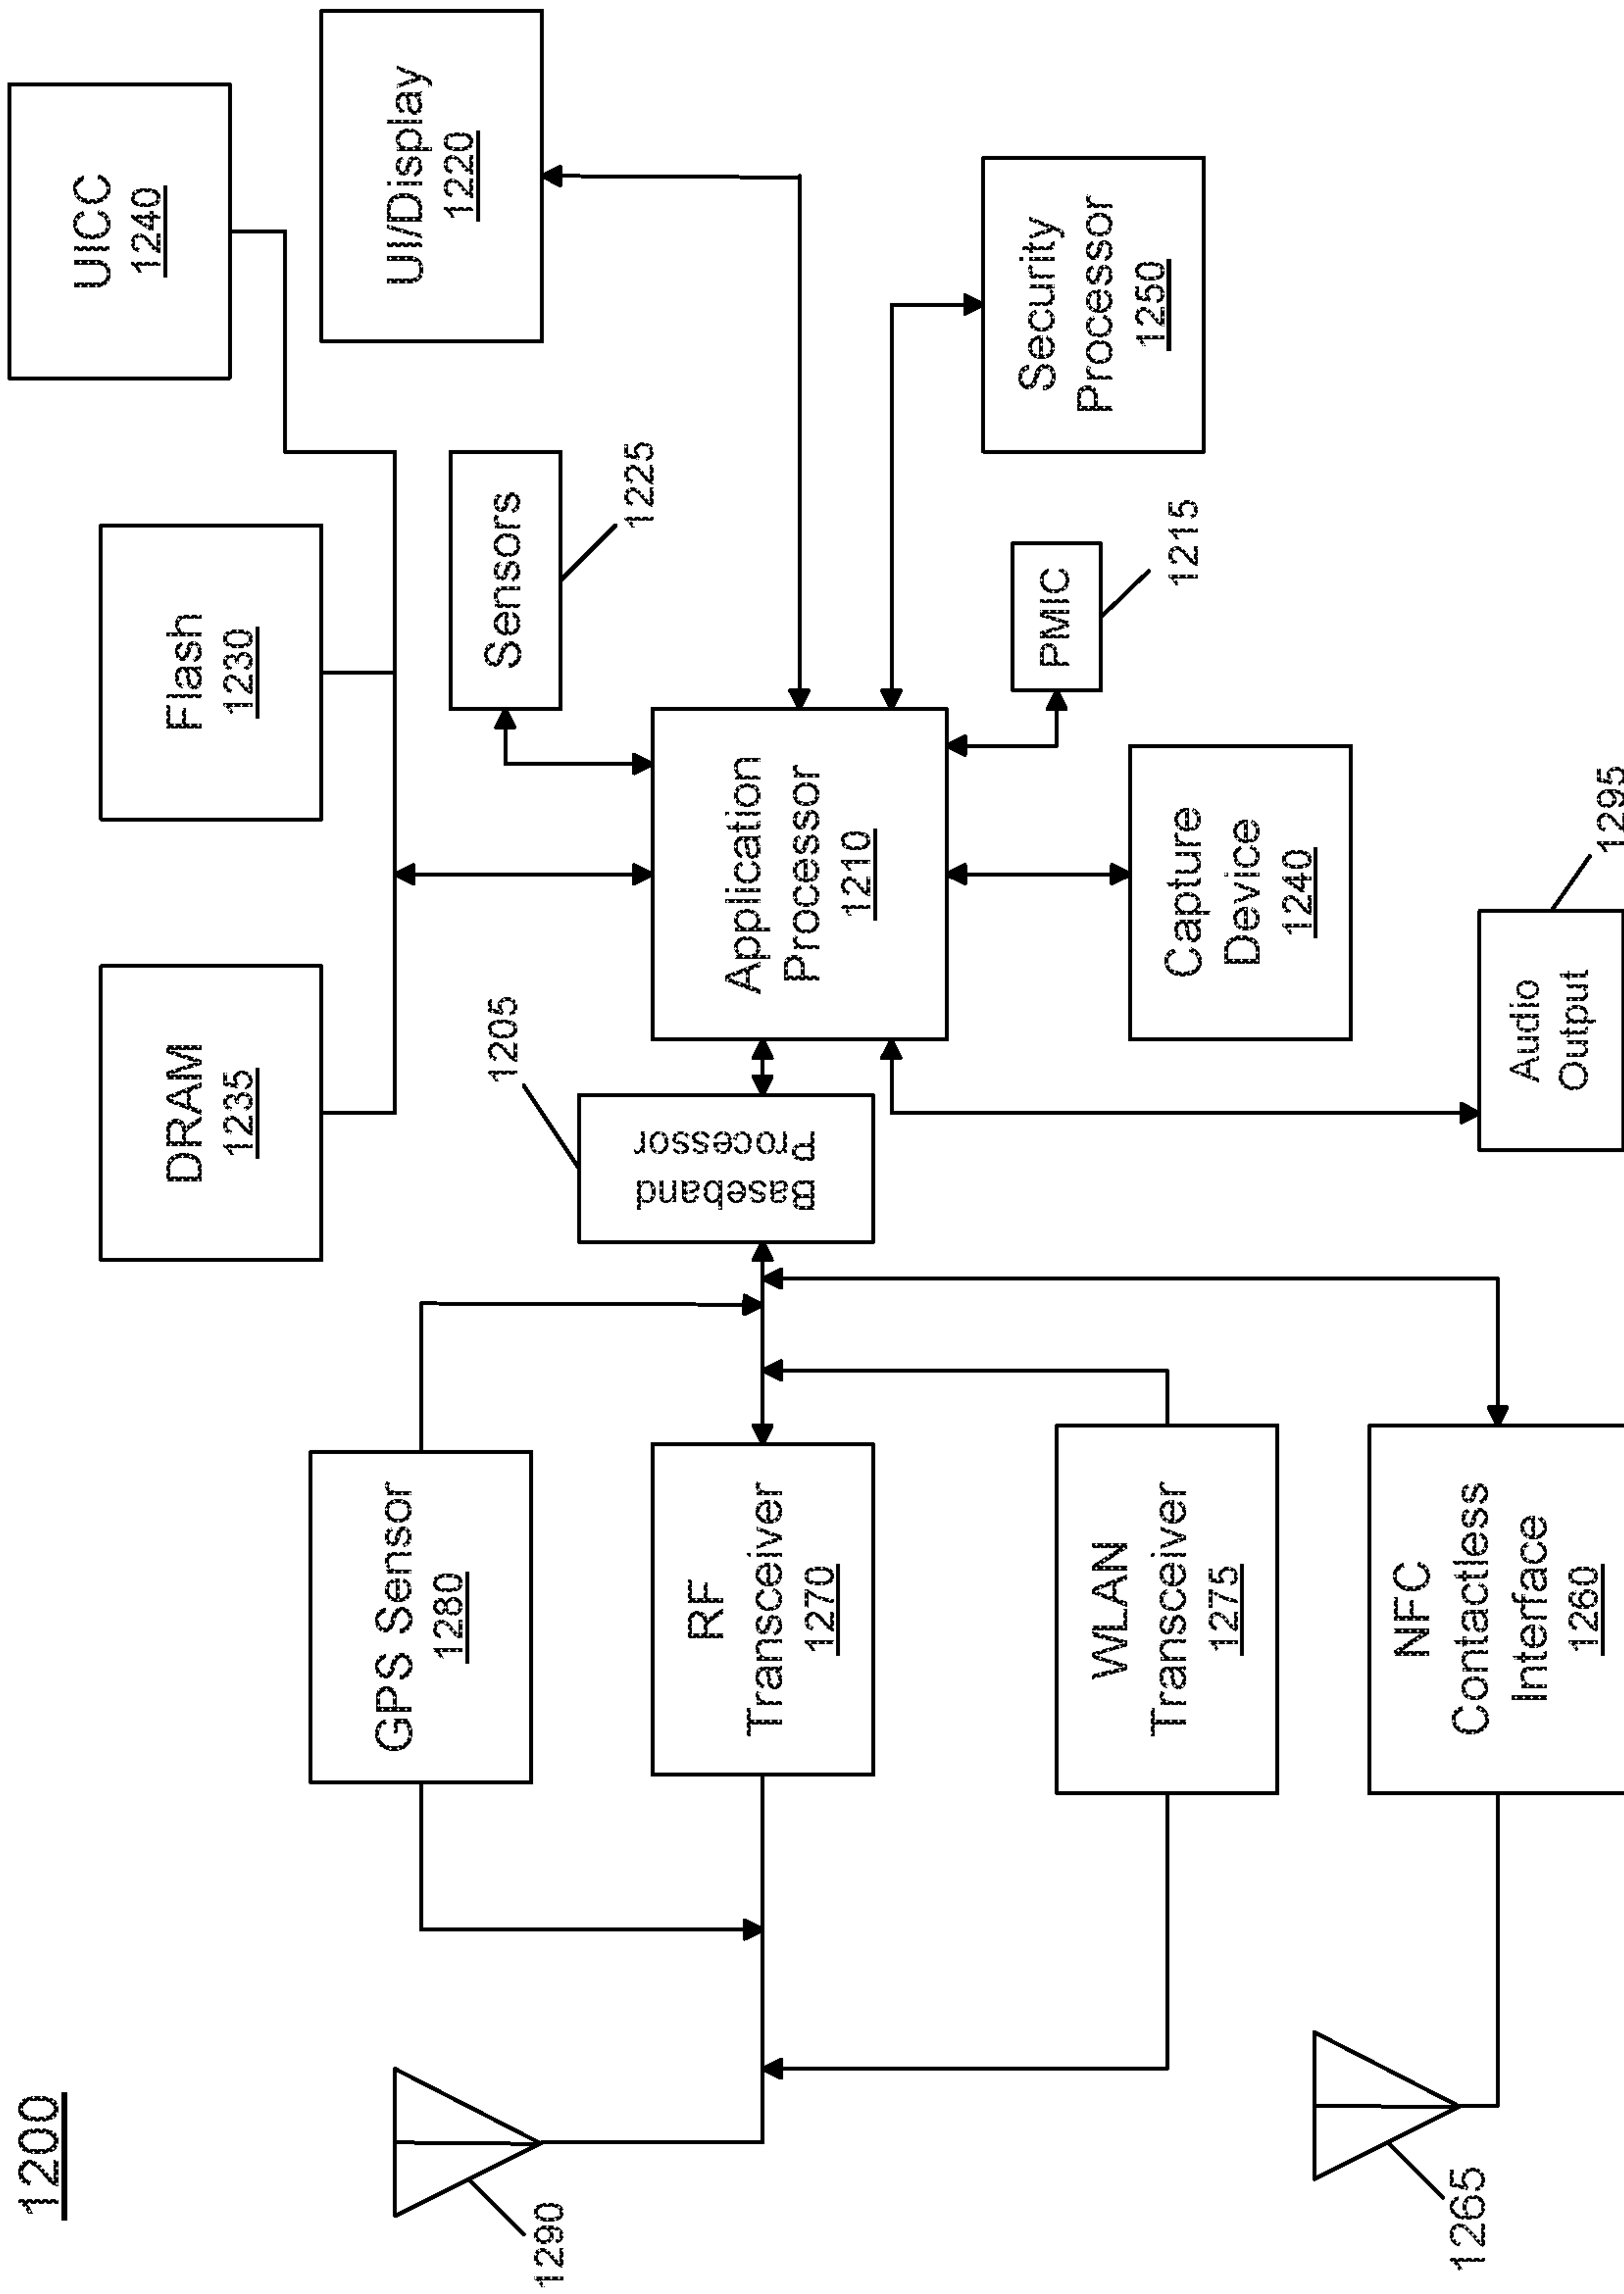 1200
UICC
1240
DRAM
1235
Flash
1230
UI/Display
1220
Sensors
1225
GPS Sensor
1280
1290
1205
Baseband
Processor
Application
Processor
1210
RF
Transceiver
1270
Security
Processor
1250
PMIC
1215
WLAN
Transceiver
1275
Capture
Device
1240
NFC
Contactless
Interface
1260
1265
Audio
Output
1295